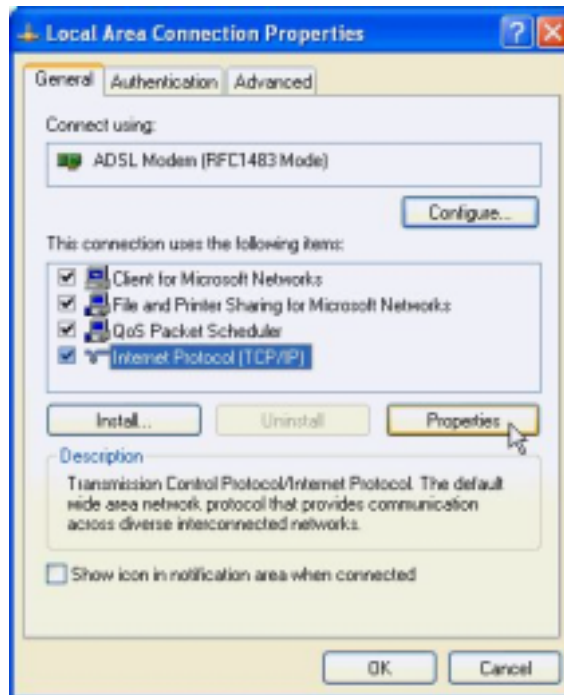 Local Area Connection Properties
General Authentication Advanced
Connect using:
ADSL Modem (RFC1483 Mode)
Configure...
This connection uses the following items:
Client for Microsoft Networks
File and Printer Sharing for Microsoft Networks
QoS Packet Scheduler
Internet Protocol (TCP/IP)
Install... Uninstall Properties
Description
Transmission Control Protocol/Internet Protocol. The default
wide area network protocol that provides communication
across diverse interconnected networks.
Show icon in notification area when connected
OK Cancel